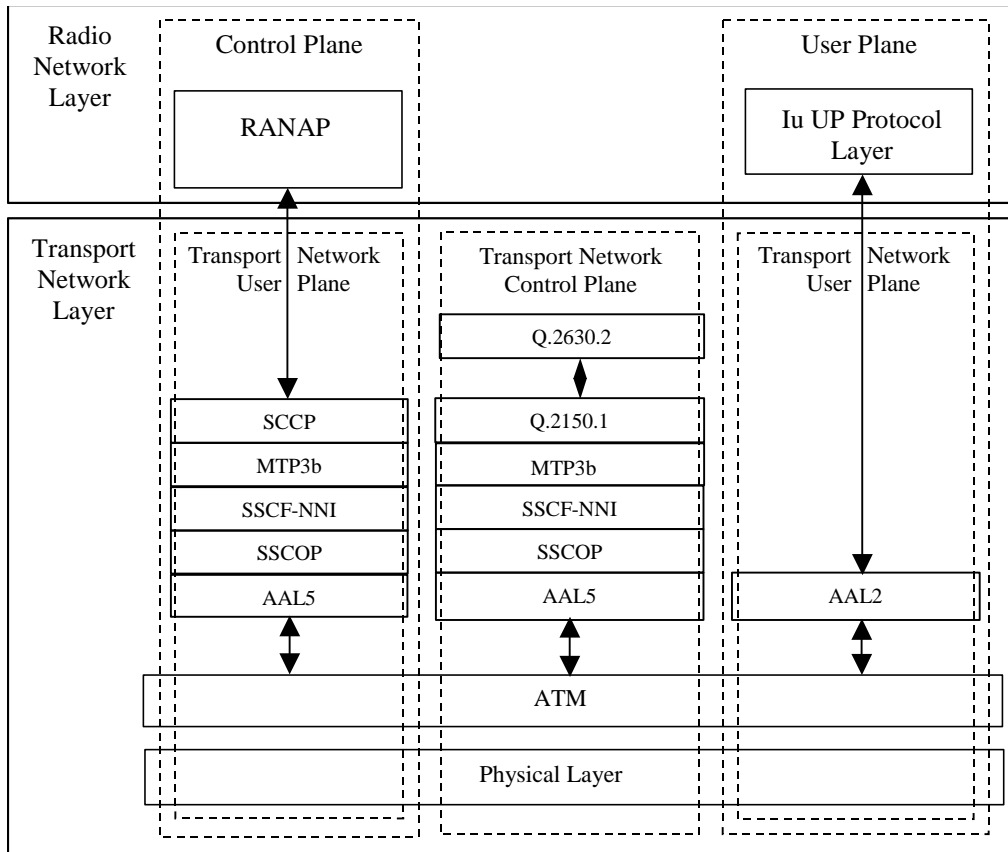 Radio
Network
Layer
Control Plane
User Plane
RANAP
Iu UP Protocol
Layer
Transport
Network
Layer
Transport Network
User Plane
Transport Network
Control Plane
Transport Network
User Plane
Q.2630.2
SCCP
MTP3b
SSCF-NNI
SSCOP
AAL5
Q.2150.1
MTP3b
SSCF-NNI
SSCOP
AAL5
AAL2
ATM
Physical Layer